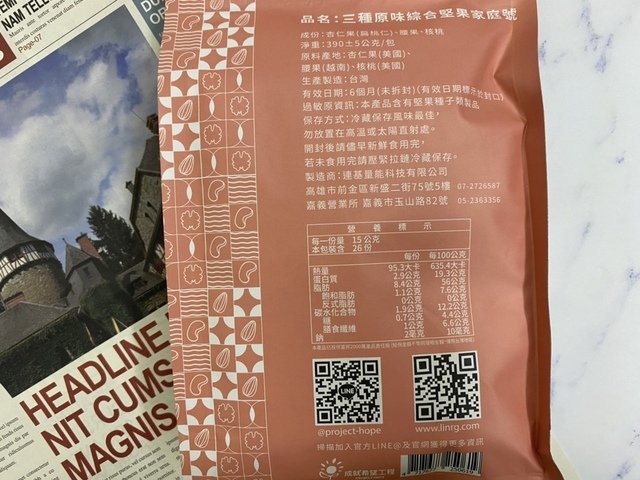 NAM TELL
Page-07
HEADLINE
NIT CUMS
MAGNIS
品名:三種原味綜合堅果家庭號
成份:杏仁果(扁桃仁)、腰果、核桃
淨重:390±5公克/包
原料產地:杏仁果(美國)、
腰果(越南)、核桃(美國)
生產製造:台灣
有效日期:6個月(未拆封)(有效日期標示於封口)
過敏原資訊:本產品含有堅果種子類製品
保存方式:冷藏保存風味最佳,
勿放置在高溫或太陽直射處。
開封後請儘早新鮮食用完,
若未食用完請壓緊拉鏈冷藏保存。
製造商:連基量能科技有限公司
高雄市前金區新盛二街75號5樓 07-2726587
嘉義營業所 嘉義市玉山路82號 05-2363356
營養標示
每一份量 15公克
本包裝含 26份
每份 每100公克
熱量 95.3大卡 635.4大卡
蛋白質 2.9公克 19.3公克
脂肪 8.4公克 56公克
飽和脂肪 1.1公克 7.6公克
反式脂肪 0公克 0公克
碳水化合物 1.9公克 12.2公克
糖 0.7公克 4.4公克
膳食纖維 1公克 6.6公克
鈉 2毫克 10毫克
LINE
@project-hope
www.linrg.com
掃描加入官方LINE@及官網獲得更多資訊
成就希望工程